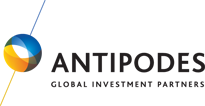 ANTIPODES
GLOBAL INVESTMENT PARTNERS